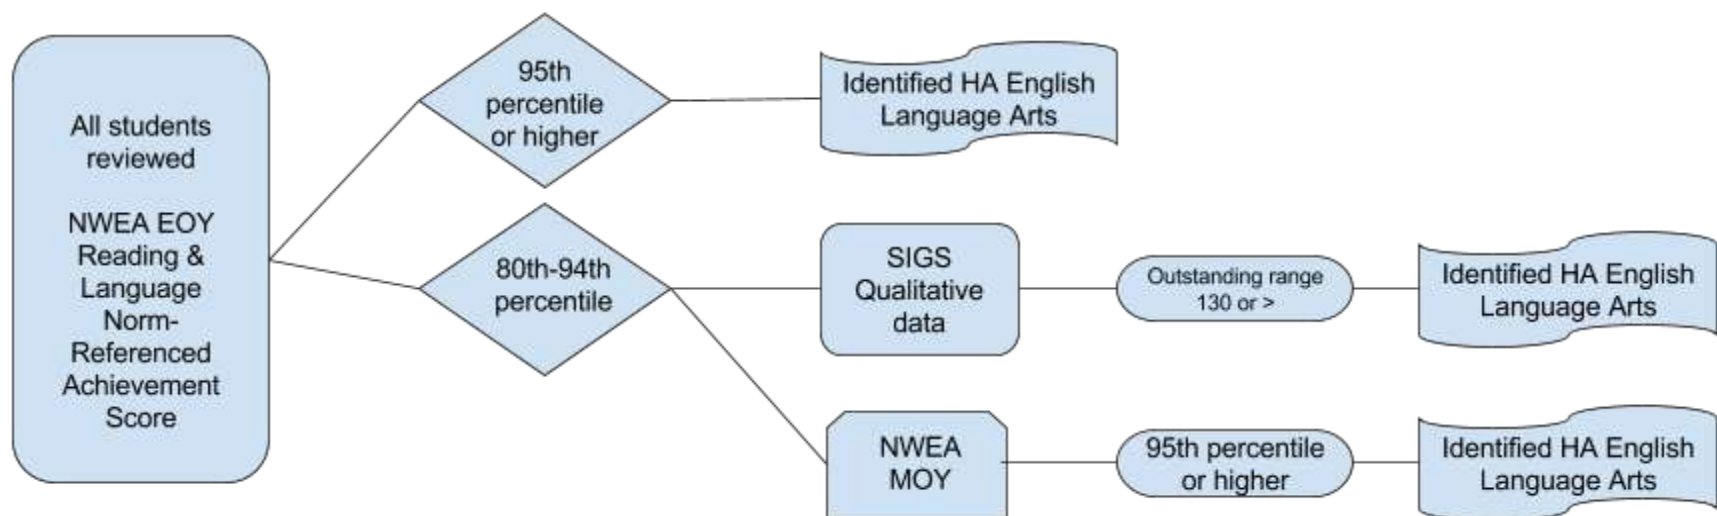 All students
reviewed
NWEA EOY
Reading &
Language
Norm-
Referenced
Achievement
Score
95th
percentile
or higher
Identified HA English
Language Arts
80th-94th
percentile
SIGS
Qualitative
data
Outstanding range
130 or >
Identified HA English
Language Arts
NWEA
MOY
95th percentile
or higher
Identified HA English
Language Arts